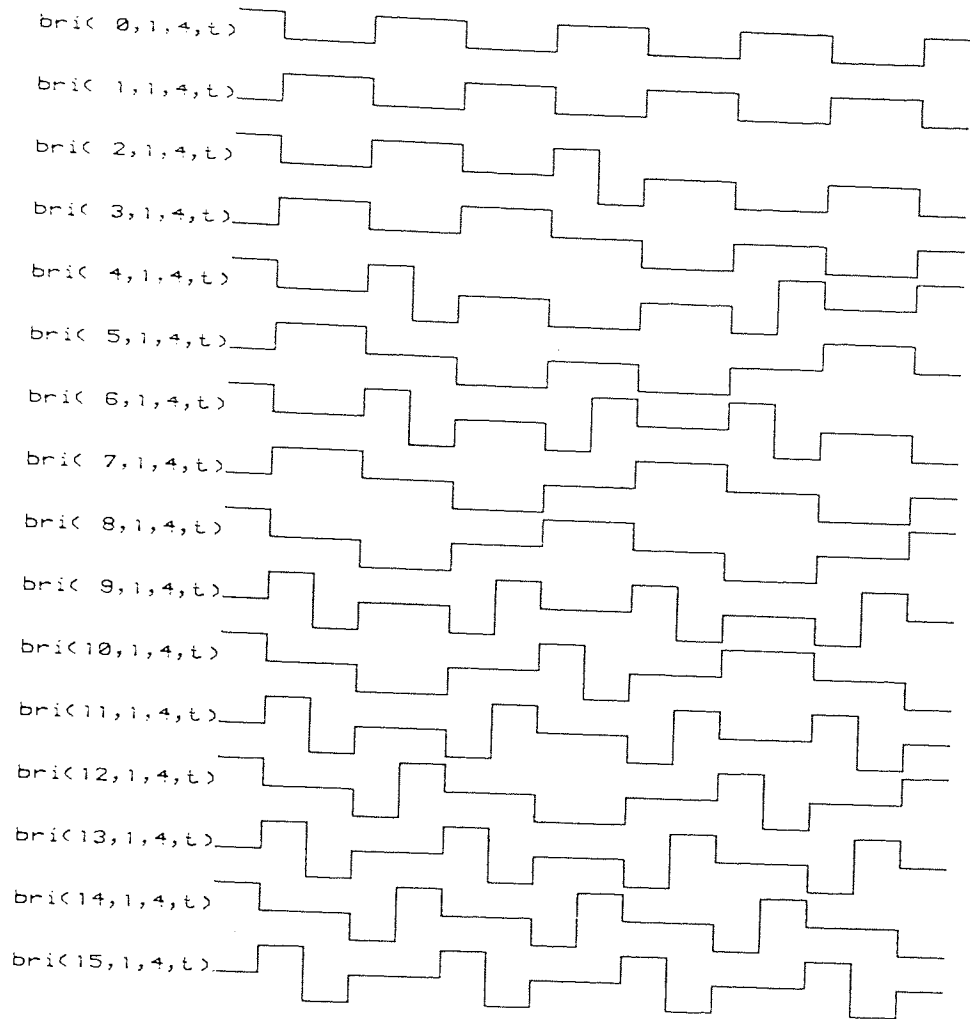 bri( 0,1,4,t)
bri( 1,1,4,t)
bri( 2,1,4,t)
bri( 3,1,4,t)
bri( 4,1,4,t)
bri( 5,1,4,t)
bri( 6,1,4,t)
bri( 7,1,4,t)
bri( 8,1,4,t)
bri( 9,1,4,t)
bri(10,1,4,t)
bri(11,1,4,t)
bri(12,1,4,t)
bri(13,1,4,t)
bri(14,1,4,t)
bri(15,1,4,t)